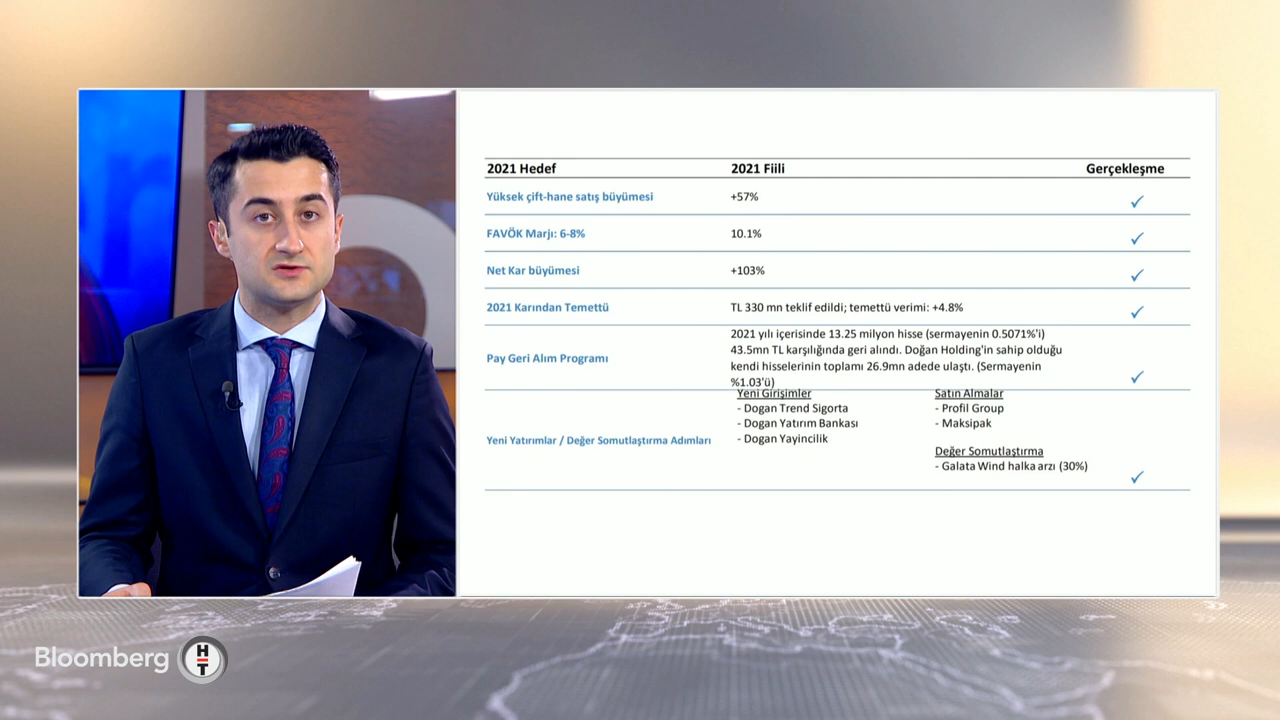 2021 Hedef 2021 Fiili Gerçekleşme
Yüksek çift-hane satış büyümesi +57%
FAVÖK Marjı: 6-8% 10.1%
Net Kar büyümesi +103%
2021 Karından Temettü TL 330 mn teklif edildi; temettü verimi: +4.8%
Pay Geri Alım Programı
2021 yılı içerisinde 13.25 milyon hisse (sermayenin 0.5071%'i)
43.5mn TL karşılığında geri alındı. Doğan Holding'in sahip olduğu
kendi hisselerinin toplamı 26.9mn adede ulaştı. (Sermayenin
%1.03'ü)
Yeni Yatırımlar / Değer Somutlaştırma Adımları
Yeni Girişimler
- Dogan Trend Sigorta
- Dogan Yatırım Bankası
- Dogan Yayincilik
Satın Almalar
- Profil Group
- Maksipak
Değer Somutlaştırma
- Galata Wind halka arzı (30%)
Bloomberg HT